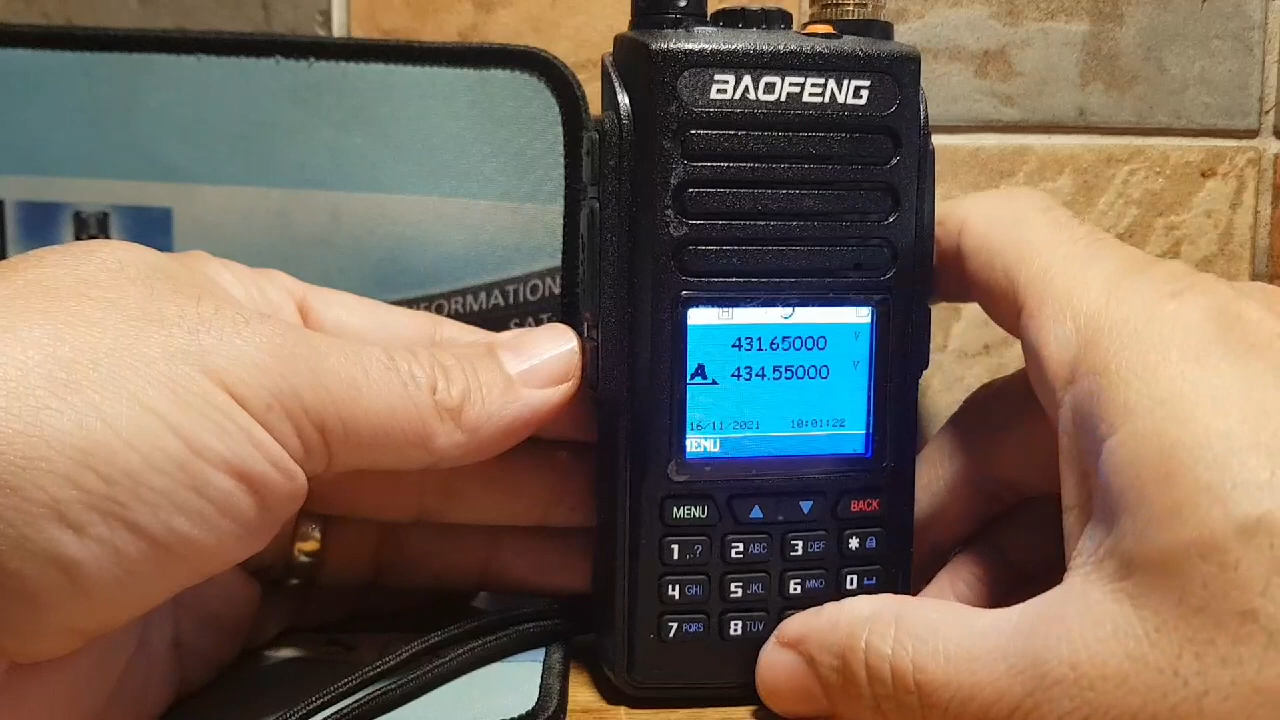 BAOFENG
INFORMATION
SAT
H
431.65000 V
A 434.55000 V
16/11/2021 10:01:22
MENU
MENU BACK
1 ,.? 2 ABC 3 DEF *
4 GHI 5 JKL 6 MNO 0
7 PQRS 8 TUV